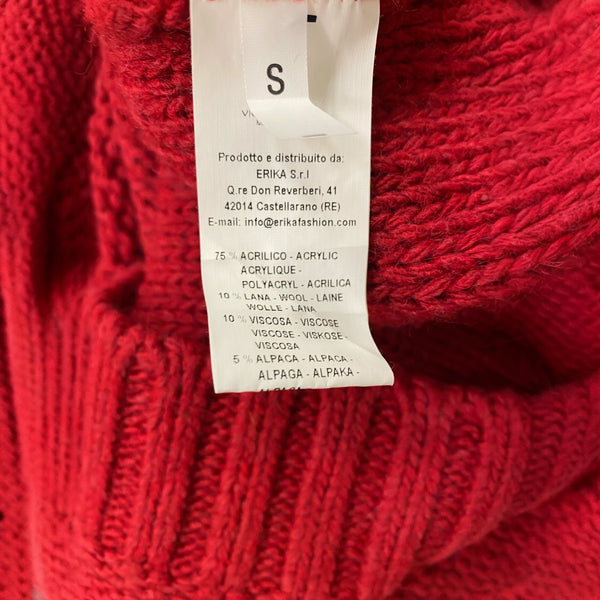 S
Prodotto e distribuito da:
ERIKA S.r.l
Q.re Don Reverberi, 41
42014 Castellarano (RE)
E-mail: info@erikafashion.com
75 % ACRILICO - ACRYLIC
ACRYLIQUE -
POLYACRYL - ACRILICA
10 % LANA - WOOL - LAINE
WOLLE - LANA
10 % VISCOSA - VISCOSE
VISCOSE - VISKOSE -
VISCOSA
5 % ALPACA - ALPACA -
ALPAGA - ALPAKA -